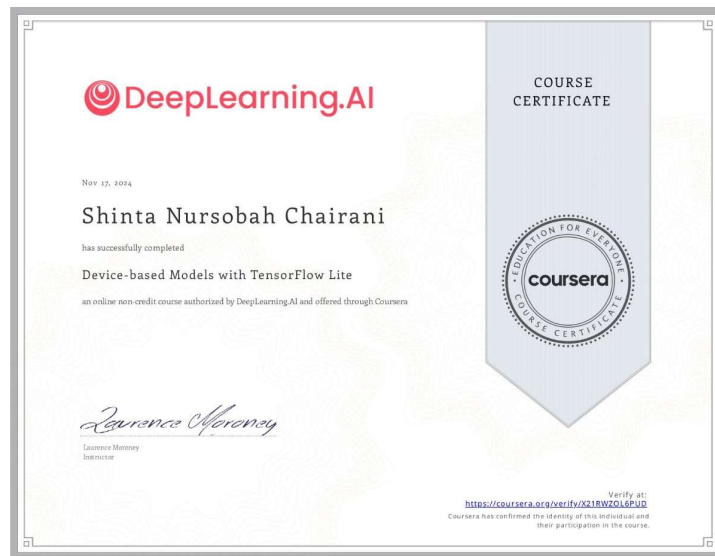 DeepLearning.AI
COURSE
CERTIFICATE
Nov 17, 2024
Shinta Nursobah Chairani
has successfully completed
Device-based Models with TensorFlow Lite
an online non-credit course authorized by DeepLearning.AI and offered through Coursera
EDUCATION FOR EVERYONE
coursera
COURSE CERTIFICATE
Laurence Moroney
Laurence Moroney
Instructor
Verify at:
https://coursera.org/verify/X21RWZOL6PUD
Coursera has confirmed the identity of this individual and
their participation in the course.